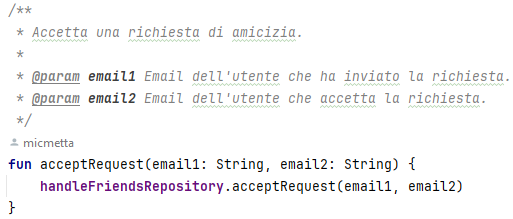 /**
 * Accetta una richiesta di amicizia.
 *
 * @param email1 Email dell'utente che ha inviato la richiesta.
 * @param email2 Email dell'utente che accetta la richiesta.
 */
micmetta
fun acceptRequest(email1: String, email2: String) {
    handleFriendsRepository.acceptRequest(email1, email2)
}